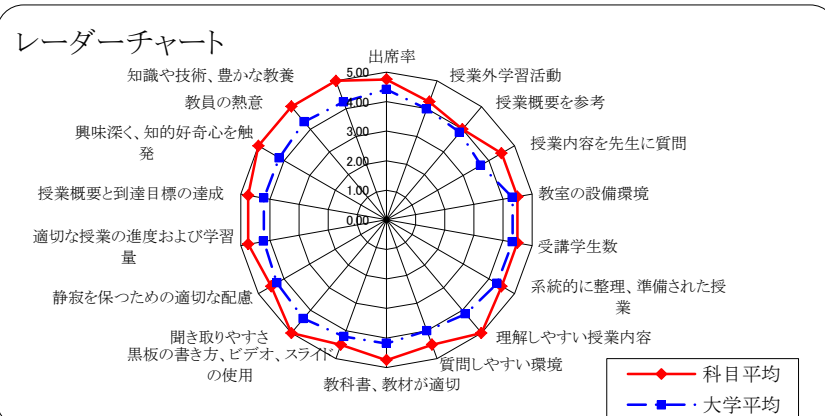 レーダーチャート
出席率
授業外学習活動
授業概要を参考
授業内容を先生に質問
教室の設備環境
受講学生数
系統的に整理、準備された授
業
理解しやすい授業内容
質問しやすい環境
教科書、教材が適切
黒板の書き方、ビデオ、スライド
の使用
聞き取りやすさ
静寂を保つための適切な配慮
適切な授業の進度および学習
量
授業概要と到達目標の達成
興味深く、知的好奇心を触
発
教員の熱意
知識や技術、豊かな教養
5.00
4.00
3.00
2.00
1.00
0.00
科目平均
大学平均